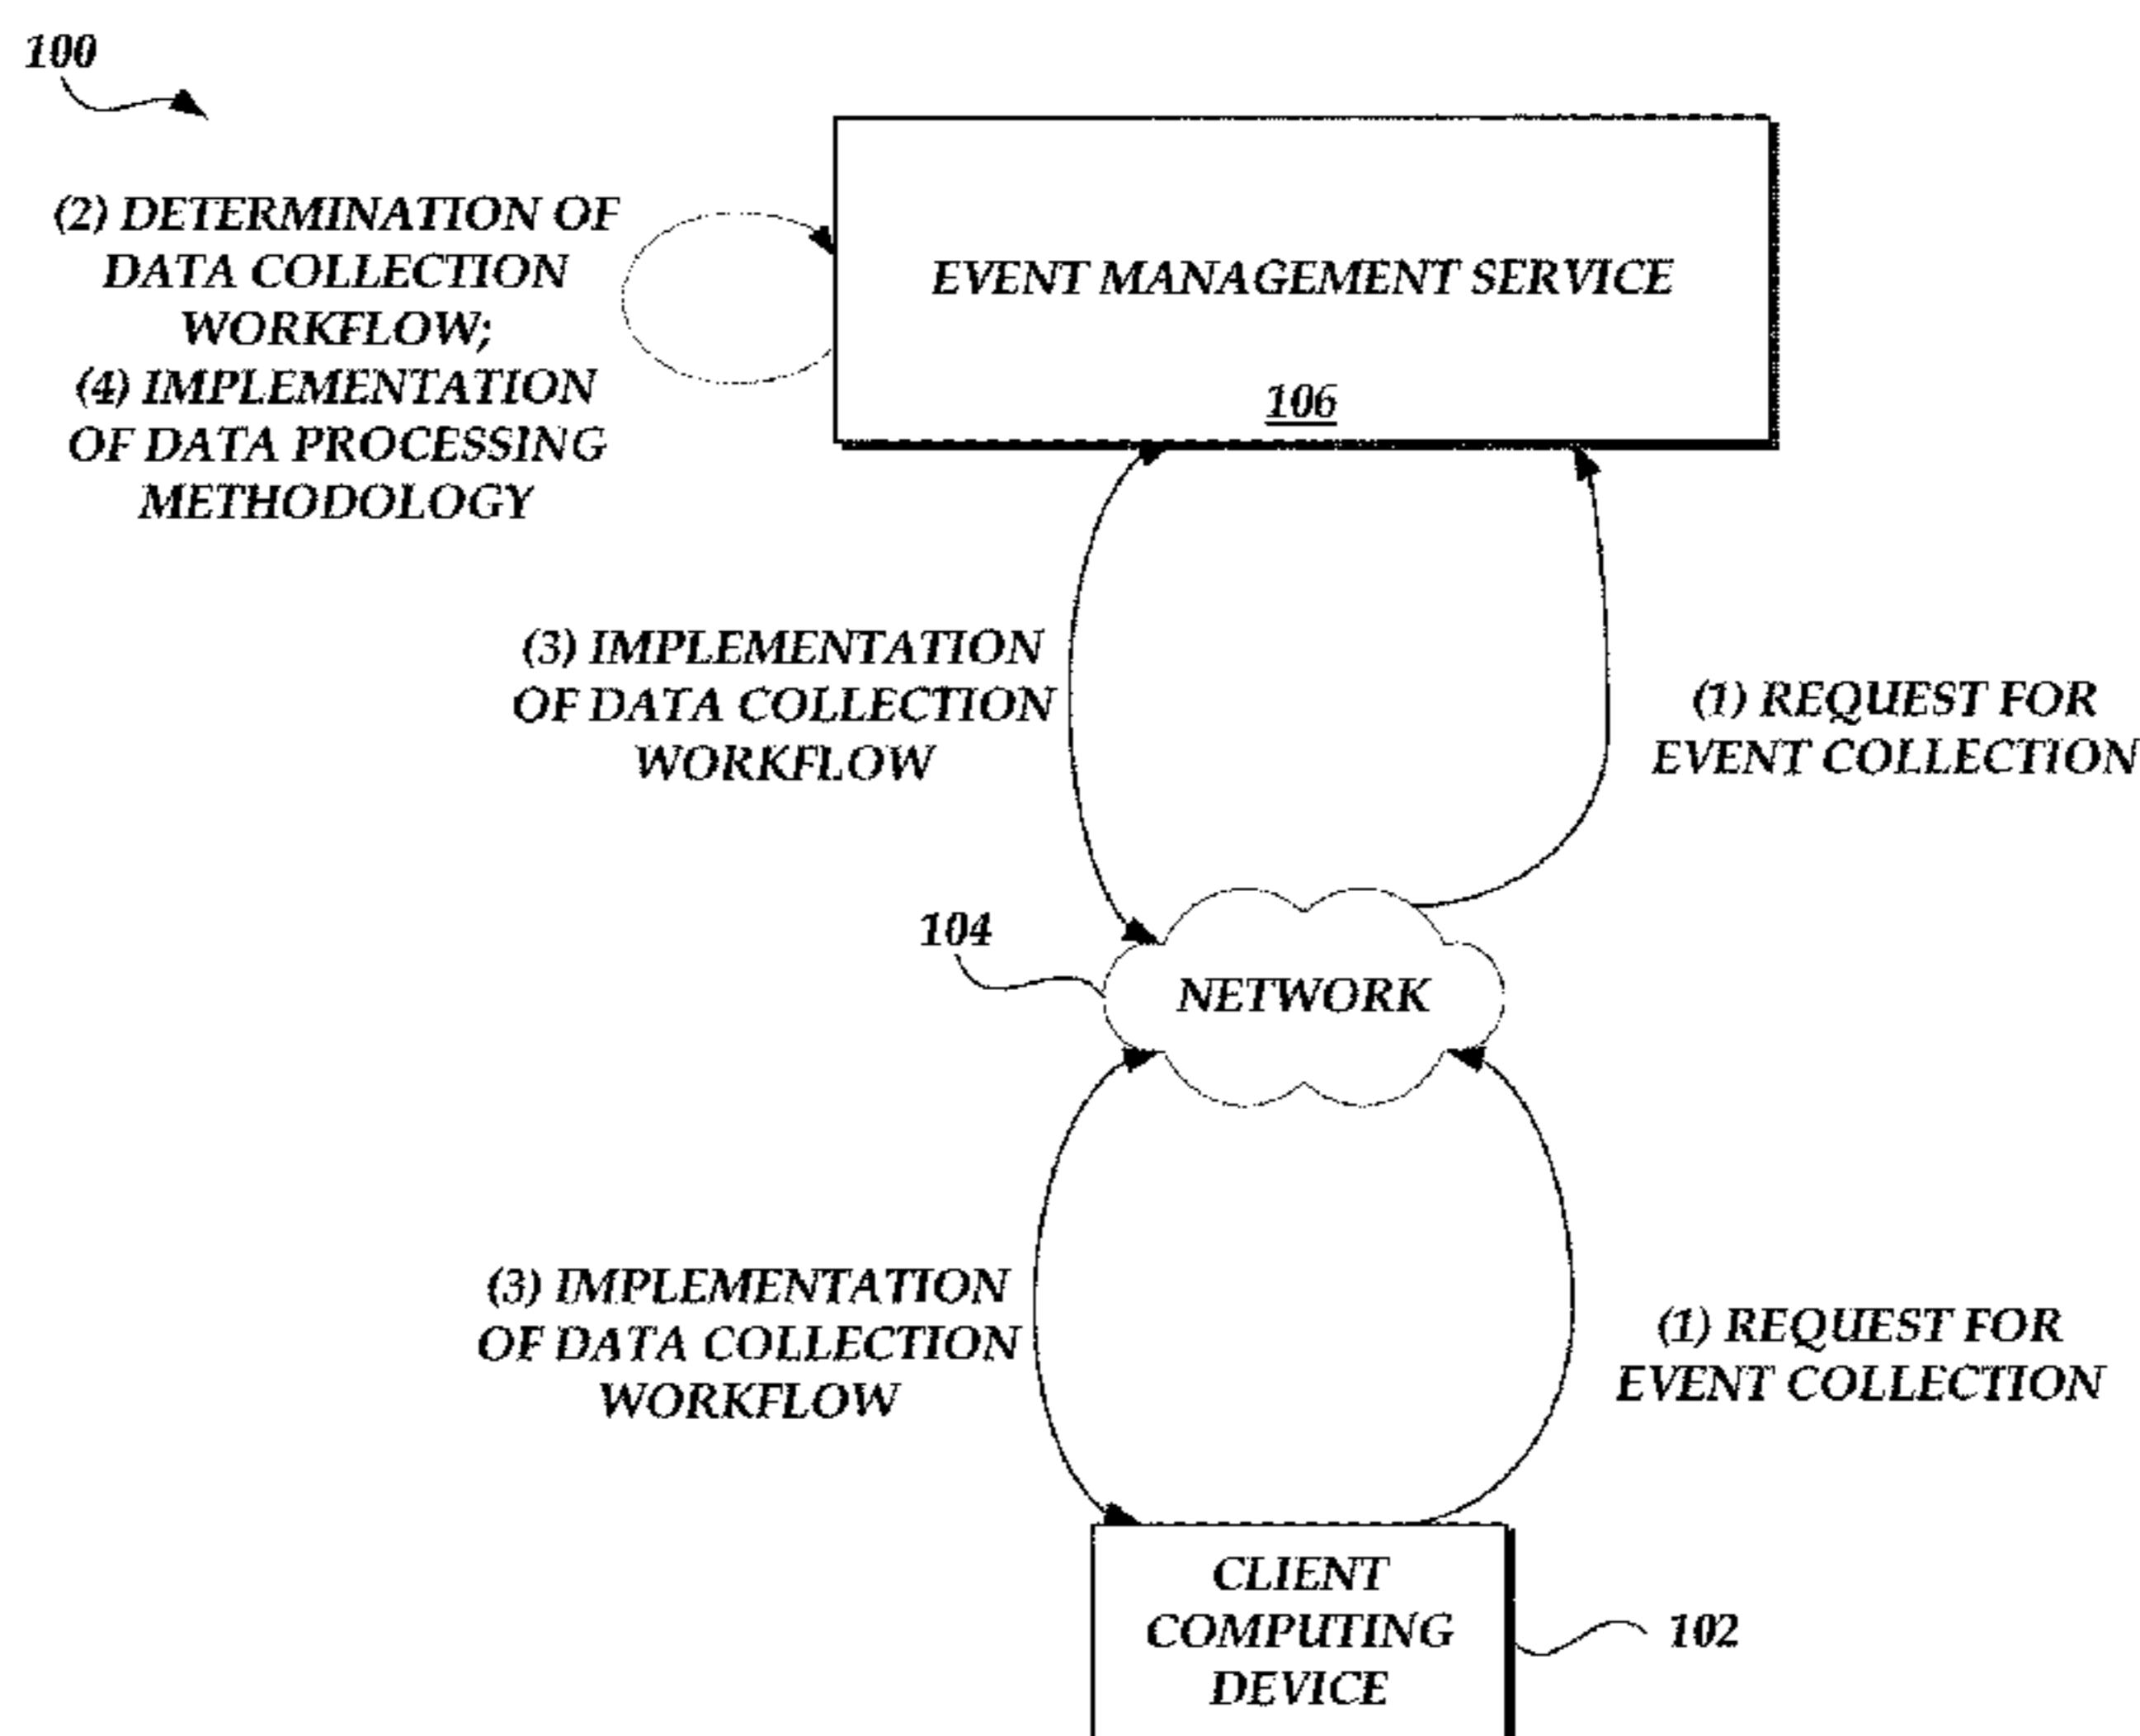 100
(2) DETERMINATION OF
DATA COLLECTION
WORKFLOW;
(4) IMPLEMENTATION
OF DATA PROCESSING
METHODOLOGY
EVENT MANAGEMENT SERVICE
106
(3) IMPLEMENTATION
OF DATA COLLECTION
WORKFLOW
(1) REQUEST FOR
EVENT COLLECTION
104
NETWORK
(3) IMPLEMENTATION
OF DATA COLLECTION
WORKFLOW
(1) REQUEST FOR
EVENT COLLECTION
CLIENT
COMPUTING
DEVICE
102